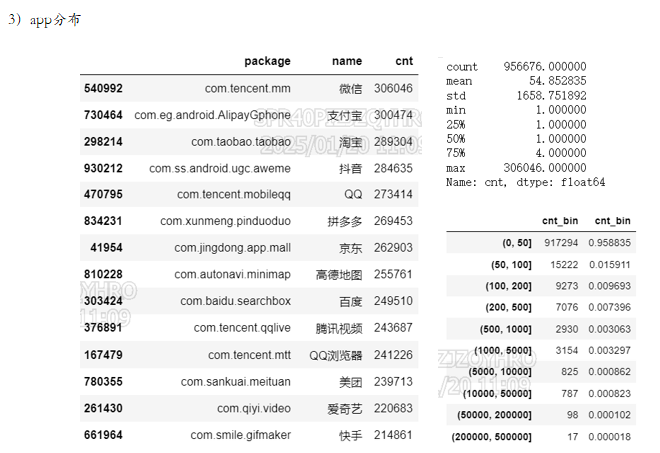 3）app分布
package name cnt
540992 com.tencent.mm 微信 306046
730464 com.eg.android.AlipayGphone 支付宝 300474
298214 com.taobao.taobao 淘宝 289304
930212 com.ss.android.ugc.aweme 抖音 284635
470795 com.tencent.mobileqq QQ 273414
834231 com.xunmeng.pinduoduo 拼多多 269453
41954 com.jingdong.app.mall 京东 262903
810228 com.autonavi.minimap 高德地图 255761
303424 com.baidu.searchbox 百度 249510
376891 com.tencent.qqlive 腾讯视频 243687
167479 com.tencent.mtt QQ浏览器 241226
780355 com.sankuai.meituan 美团 239713
261430 com.qiyi.video 爱奇艺 220683
661964 com.smile.gifmaker 快手 214861
count 956676.000000
mean 54.852835
std 1658.751892
min 1.000000
25% 1.000000
50% 1.000000
75% 4.000000
max 306046.000000
Name: cnt, dtype: float64
cnt_bin cnt_bin
(0, 50] 917294 0.958835
(50, 100] 15222 0.015911
(100, 200] 9273 0.009693
(200, 500] 7076 0.007396
(500, 1000] 2930 0.003063
(1000, 5000] 3154 0.003297
(5000, 10000] 825 0.000862
(10000, 50000] 787 0.000823
(50000, 200000] 98 0.000102
(200000, 500000] 17 0.000018
2025/01/20 11:09
11:09
/20 11:09